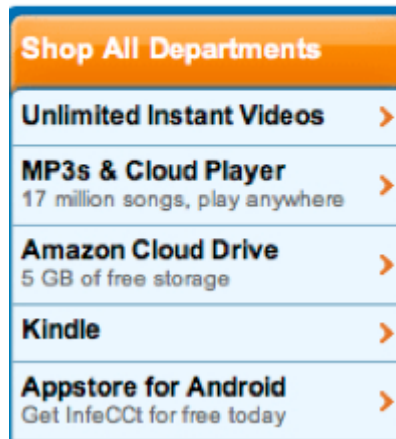 Shop All Departments
Unlimited Instant Videos
MP3s & Cloud Player
17 million songs, play anywhere
Amazon Cloud Drive
5 GB of free storage
Kindle
Appstore for Android
Get InfeCCt for free today